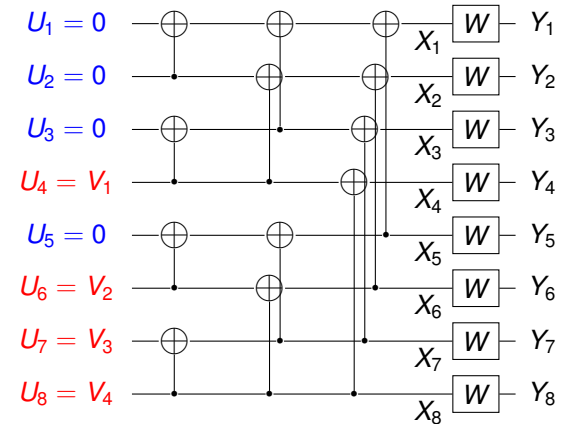 U₁ = 0 X₁ W Y₁
U₂ = 0 X₂ W Y₂
U₃ = 0 X₃ W Y₃
U₄ = V₁ X₄ W Y₄
U₅ = 0 X₅ W Y₅
U₆ = V₂ X₆ W Y₆
U₇ = V₃ X₇ W Y₇
U₈ = V₄ X₈ W Y₈